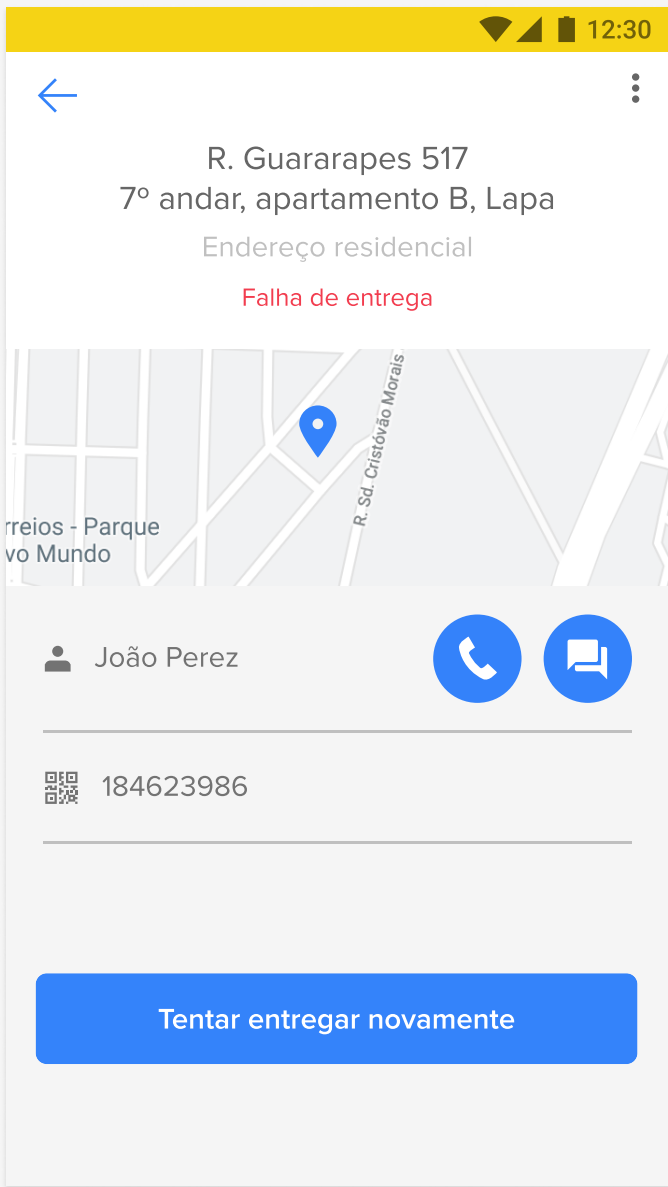 12:30
R. Guararapes 517
7º andar, apartamento B, Lapa
Endereço residencial
Falha de entrega
R. Sd. Cristóvão Morais
rreios - Parque
vo Mundo
João Perez
184623986
Tentar entregar novamente